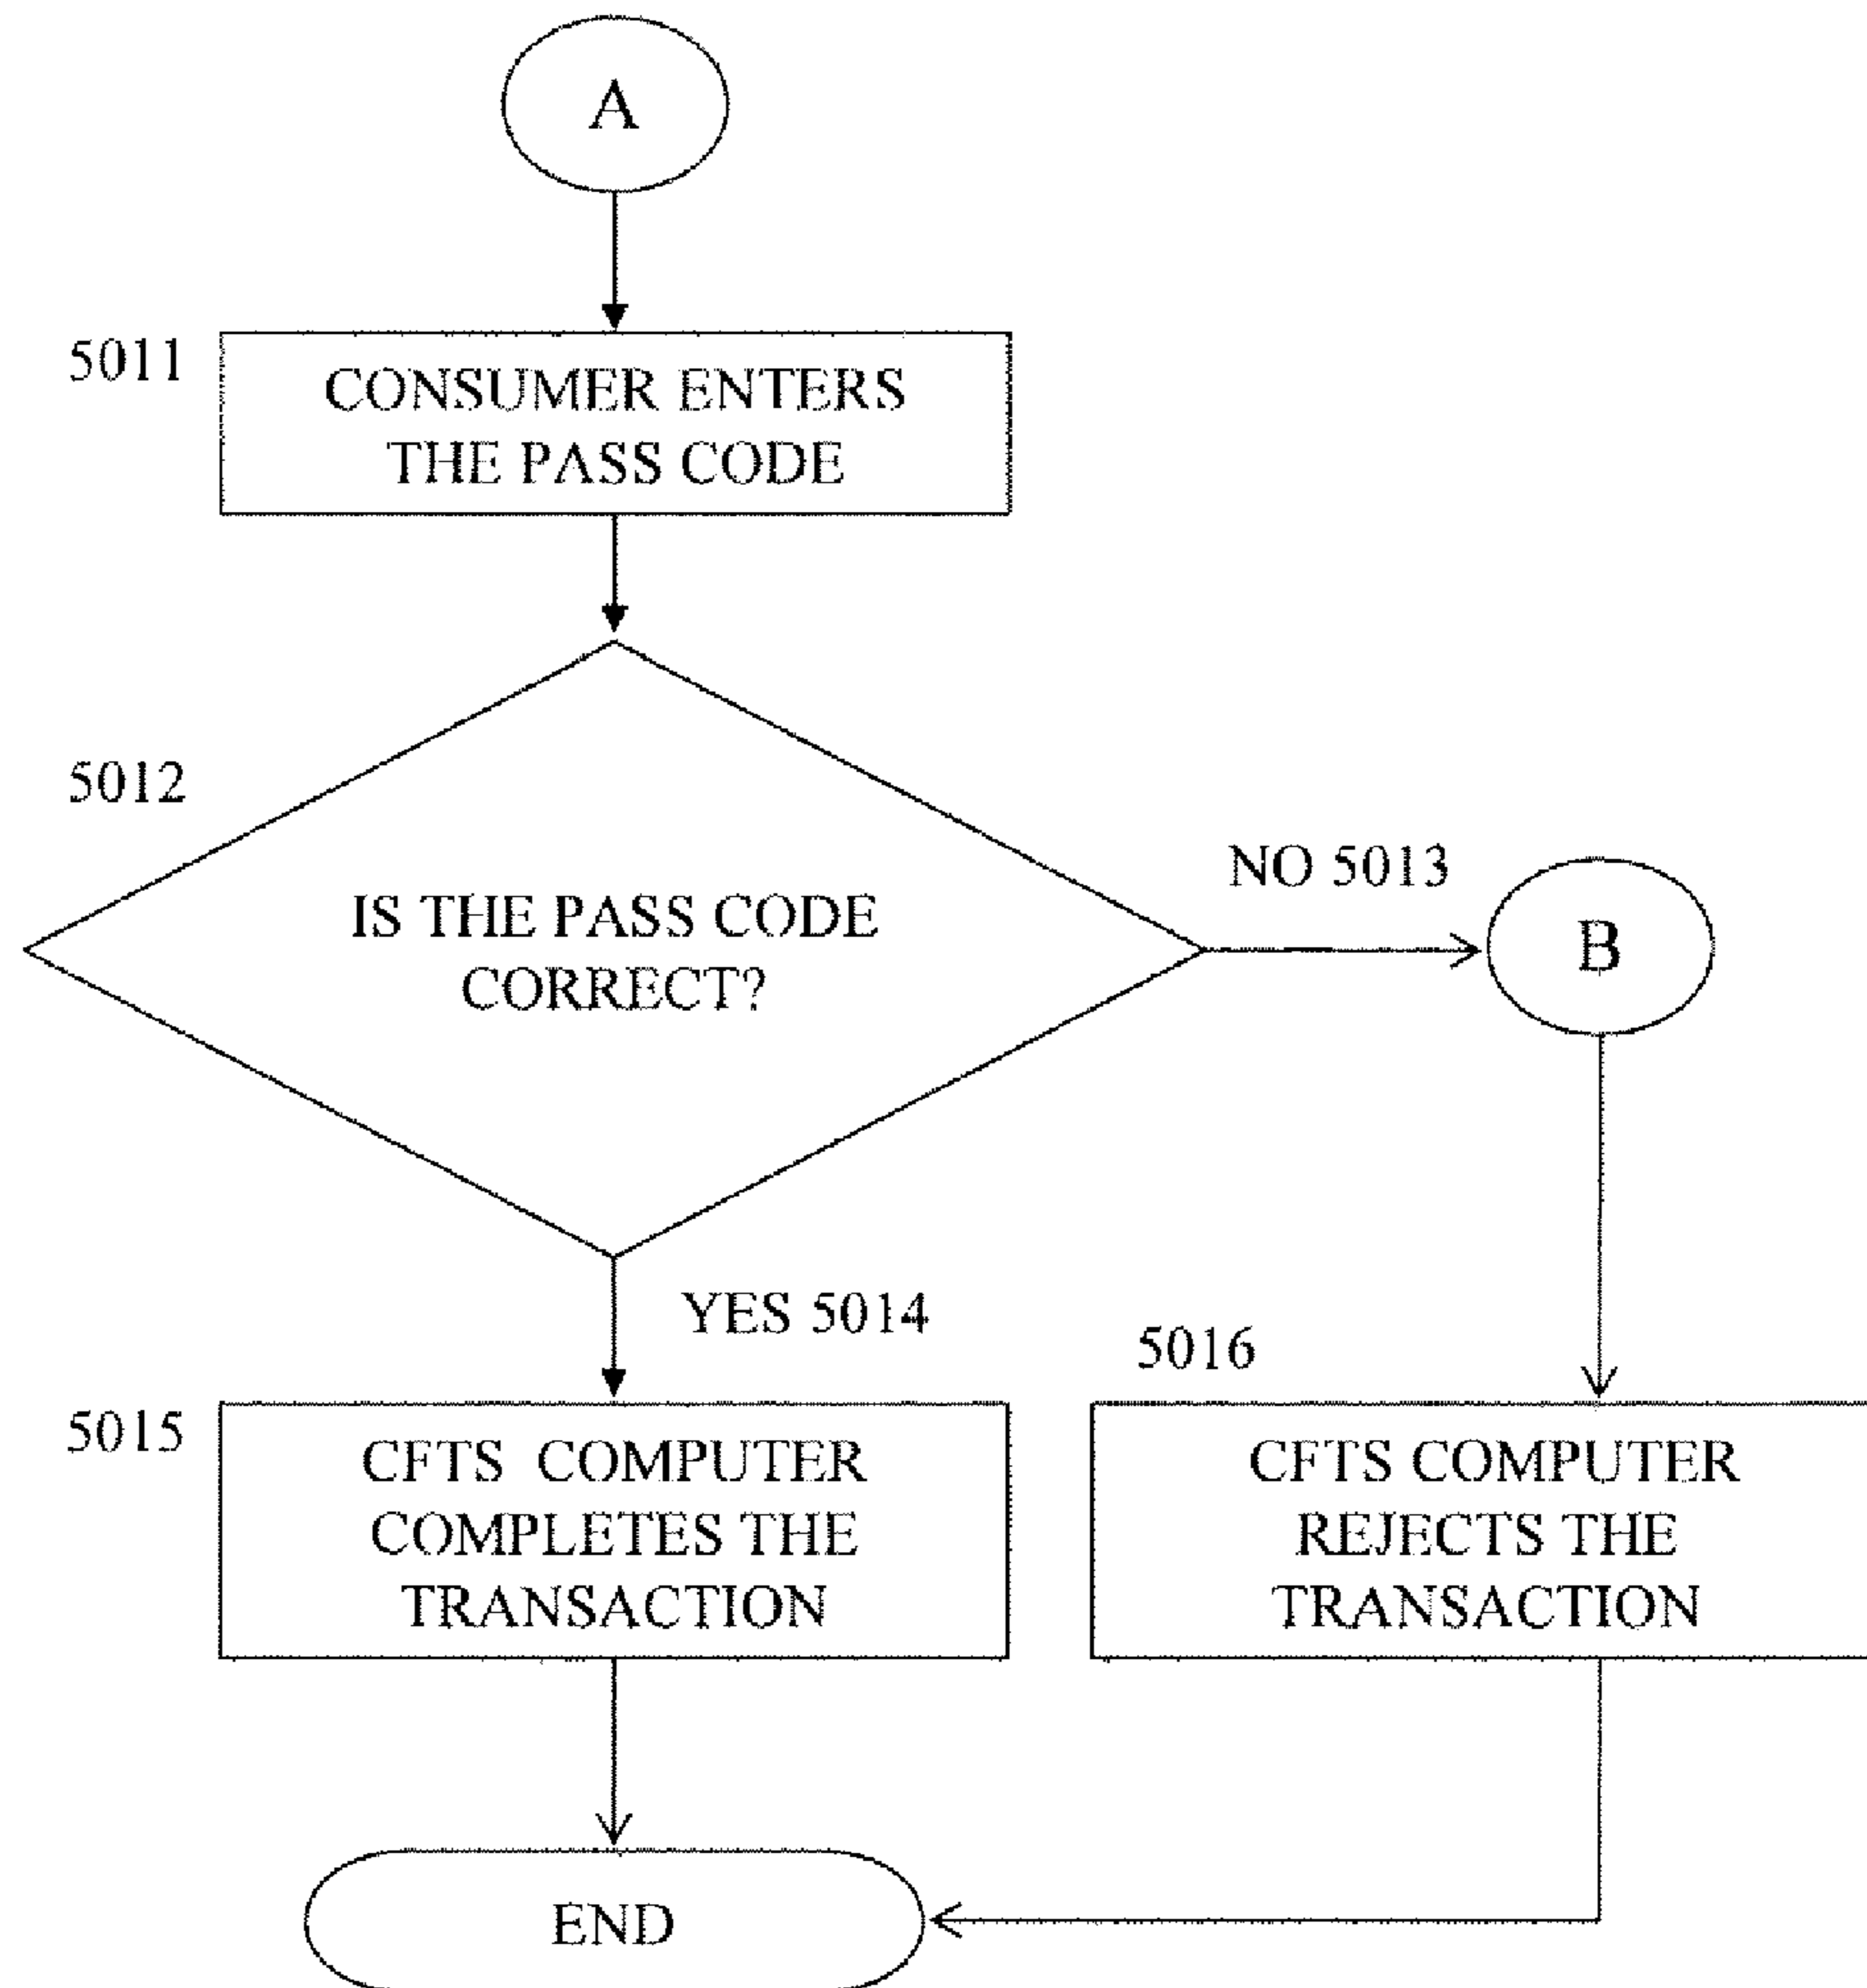 A
5011
CONSUMER ENTERS
THE PASS CODE
5012
IS THE PASS CODE
CORRECT?
NO 5013
B
YES 5014
5015
CFTS COMPUTER
COMPLETES THE
TRANSACTION
5016
CFTS COMPUTER
REJECTS THE
TRANSACTION
END